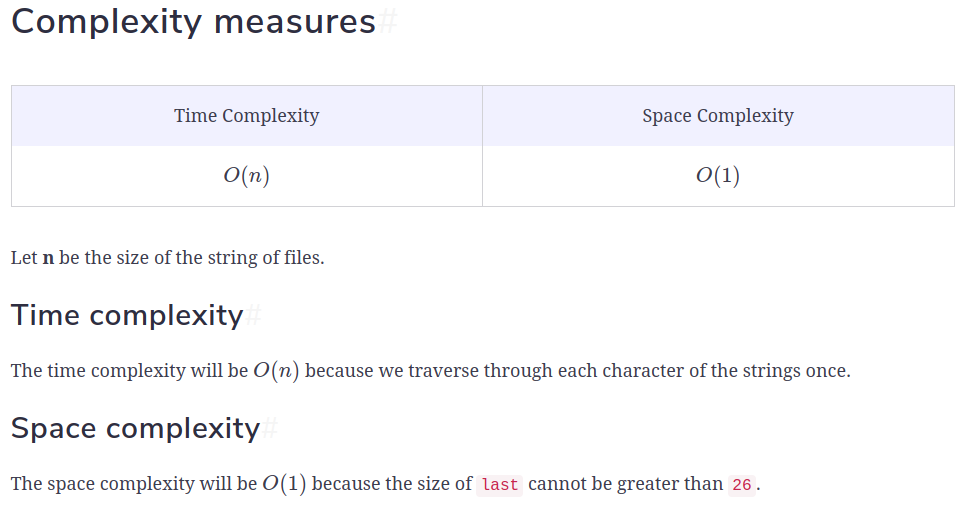 Complexity measures#
Time Complexity Space Complexity
O(n) O(1)
Let n be the size of the string of files.
Time complexity#
The time complexity will be O(n) because we traverse through each character of the strings once.
Space complexity#
The space complexity will be O(1) because the size of last cannot be greater than 26.